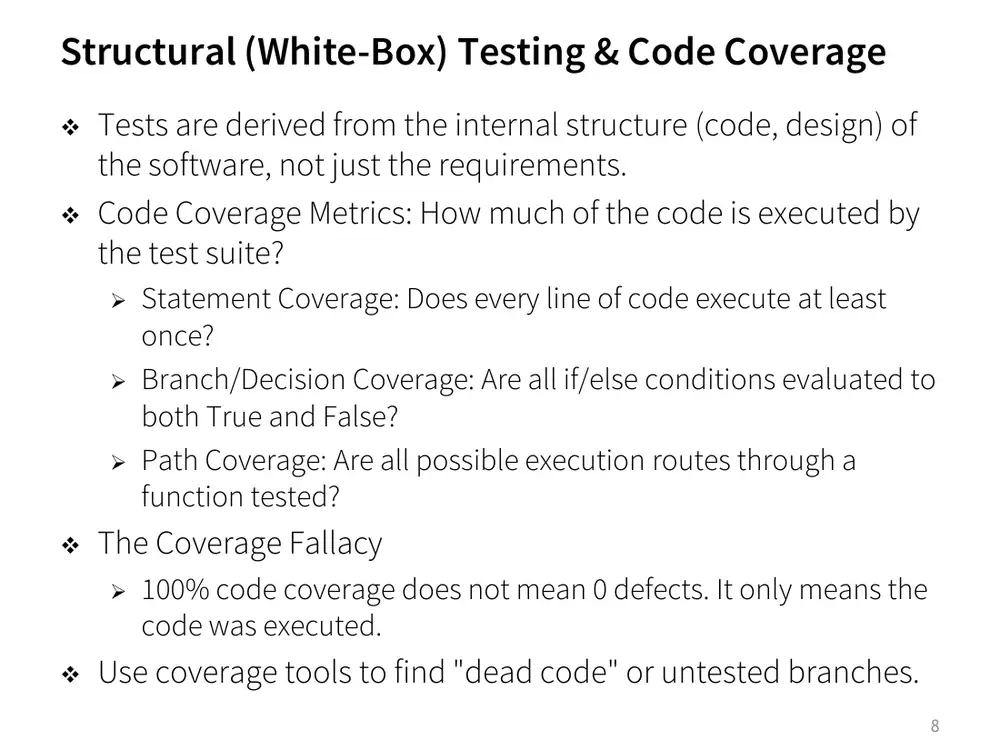 Structural (White-Box) Testing & Code Coverage
❖ Tests are derived from the internal structure (code, design) of
the software, not just the requirements.
❖ Code Coverage Metrics: How much of the code is executed by
the test suite?
➢ Statement Coverage: Does every line of code execute at least
once?
➢ Branch/Decision Coverage: Are all if/else conditions evaluated to
both True and False?
➢ Path Coverage: Are all possible execution routes through a
function tested?
❖ The Coverage Fallacy
➢ 100% code coverage does not mean 0 defects. It only means the
code was executed.
❖ Use coverage tools to find "dead code" or untested branches.
8